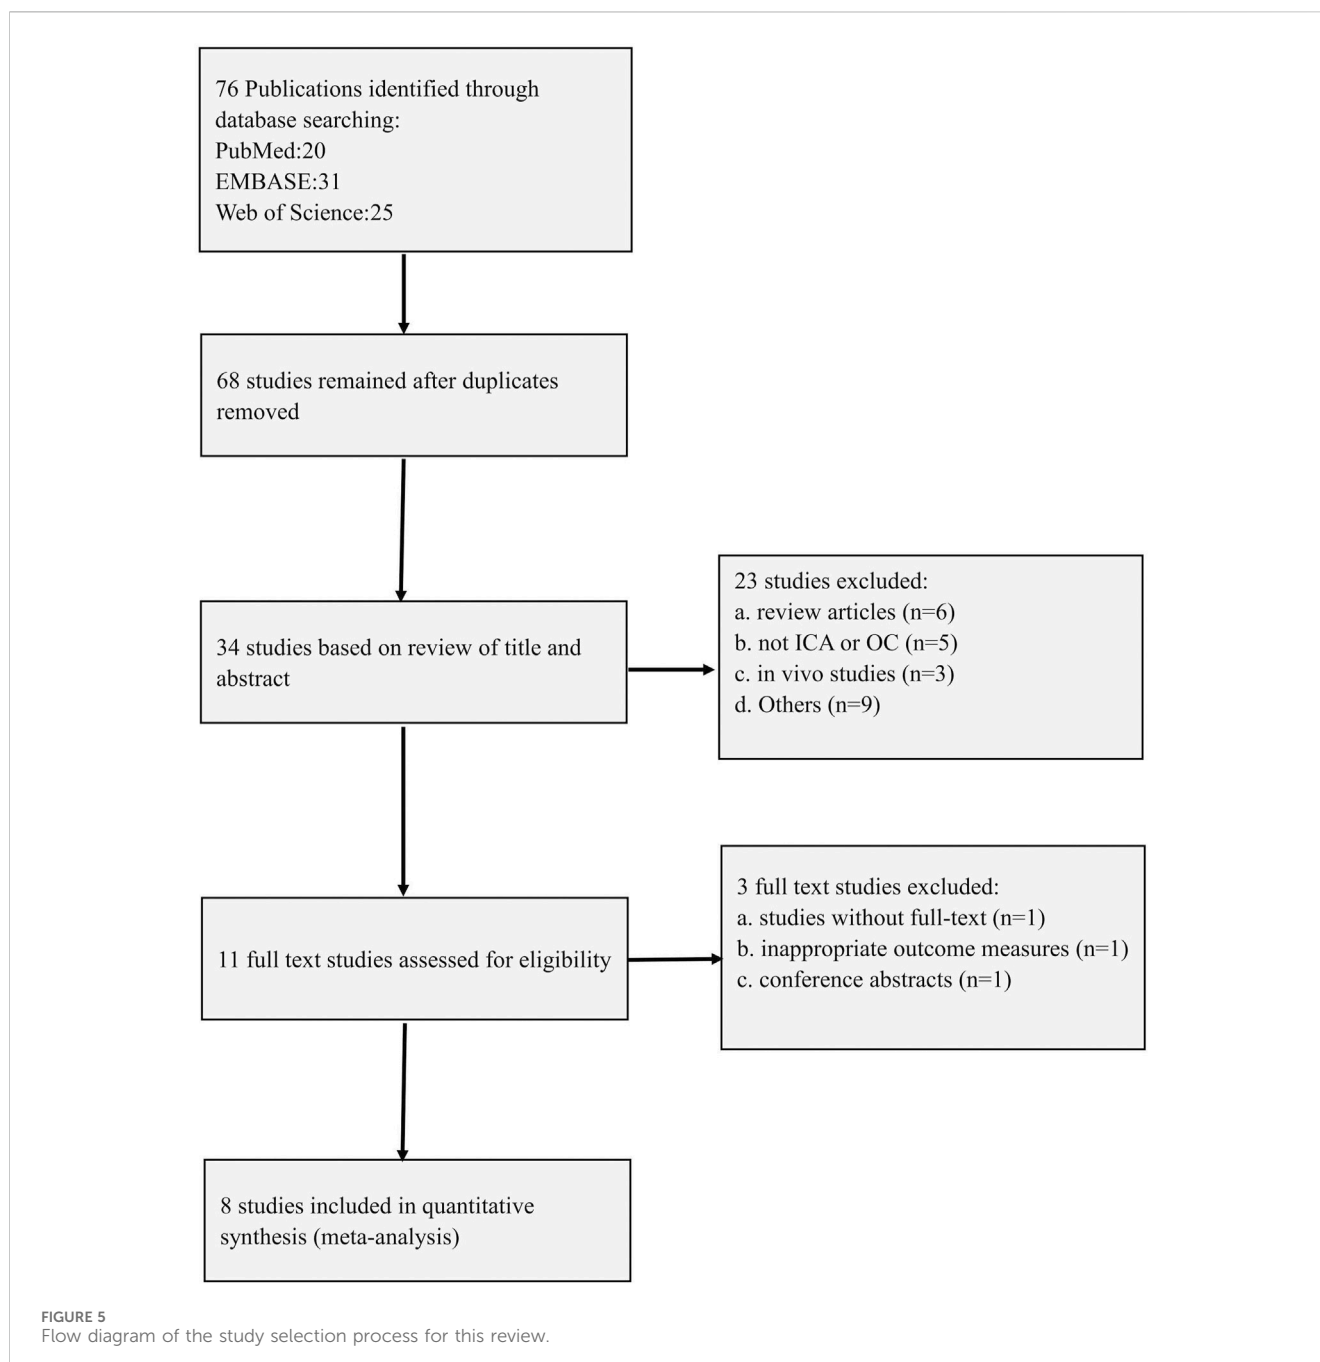 76 Publications identified through
database searching:
PubMed:20
EMBASE:31
Web of Science:25
68 studies remained after duplicates
removed
34 studies based on review of title and
abstract
23 studies excluded:
a. review articles (n=6)
b. not ICA or OC (n=5)
c. in vivo studies (n=3)
d. Others (n=9)
11 full text studies assessed for eligibility
3 full text studies excluded:
a. studies without full-text (n=1)
b. inappropriate outcome measures (n=1)
c. conference abstracts (n=1)
8 studies included in quantitative
synthesis (meta-analysis)
FIGURE 5
Flow diagram of the study selection process for this review.